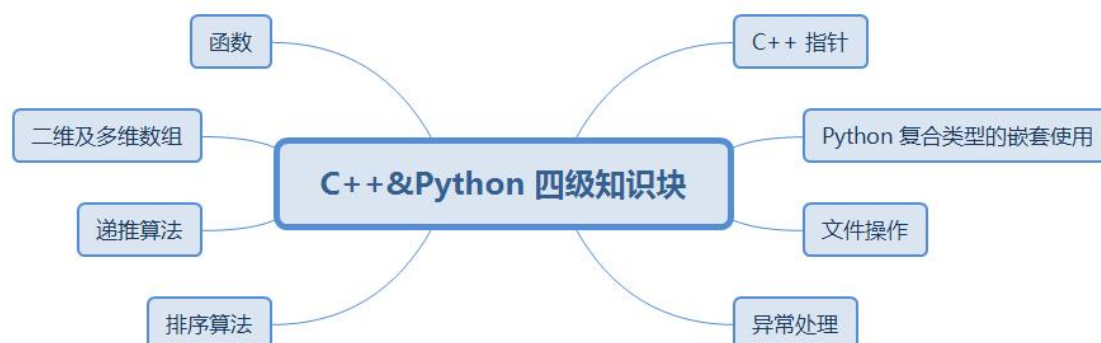 函数
C++ 指针
二维及多维数组
Python 复合类型的嵌套使用
C++&Python 四级知识块
递推算法
文件操作
排序算法
异常处理